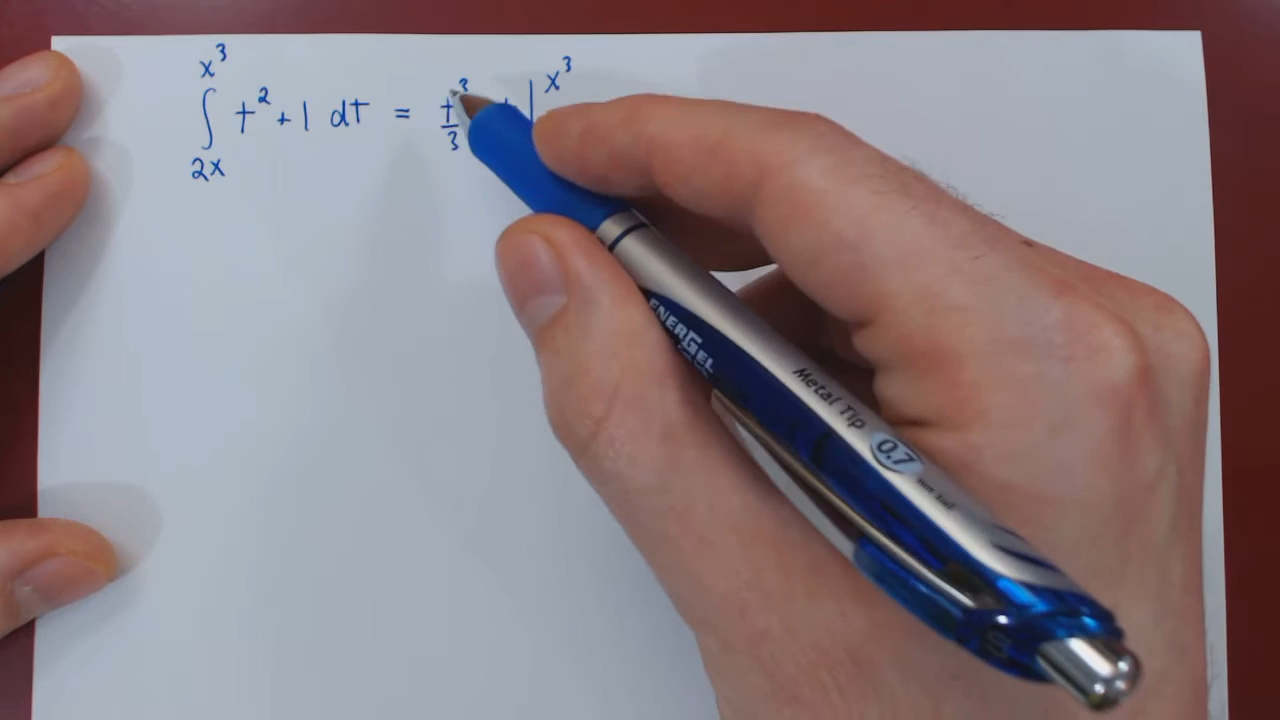 ∫_{2x}^{x³} t² + 1 dt = t³/3 t |^{x³}
ENERGEL
Metal Tip
0.7